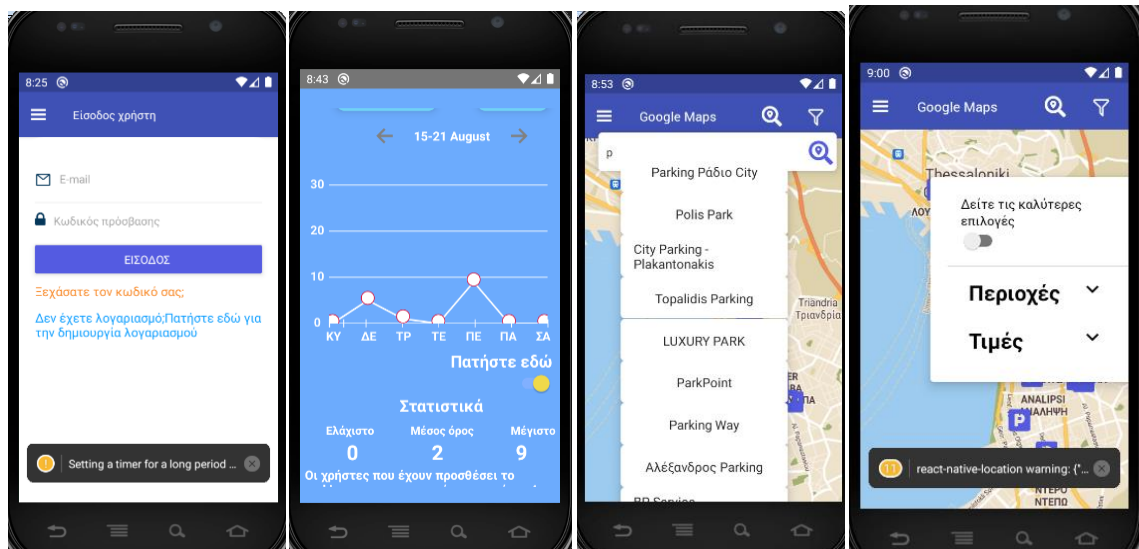 8:25
Είσοδος χρήστη
E-mail
Κωδικός πρόσβασης
ΕΙΣΟΔΟΣ
Ξεχάσατε τον κωδικό σας;
Δεν έχετε λογαριασμό;Πατήστε εδώ για
την δημιουργία λογαριασμού
Setting a timer for a long period ...
8:43
15-21 August
30
20
10
0
ΚΥ ΔΕ ΤΡ ΤΕ ΠΕ ΠΑ ΣΑ
Πατήστε εδώ
Στατιστικά
Ελάχιστο Μέσος όρος Μέγιστο
0 2 9
Οι χρήστες που έχουν προσθέσει το
8:53
Google Maps
p
Parking Ράδιο City
Polis Park
City Parking -
Plakantonakis
Topalidis Parking
LUXURY PARK
ParkPoint
Parking Way
Αλέξανδρος Parking
BP Service
Triandria
Τριανδρία
9:00
Google Maps
Thessaloniki
Δείτε τις καλύτερες
επιλογές
Περιοχές
Τιμές
ANALIPSI
ΑΝΑΛΗΨΗ
P
11
react-native-location warning: {"...
ΝΤΕΠΩ